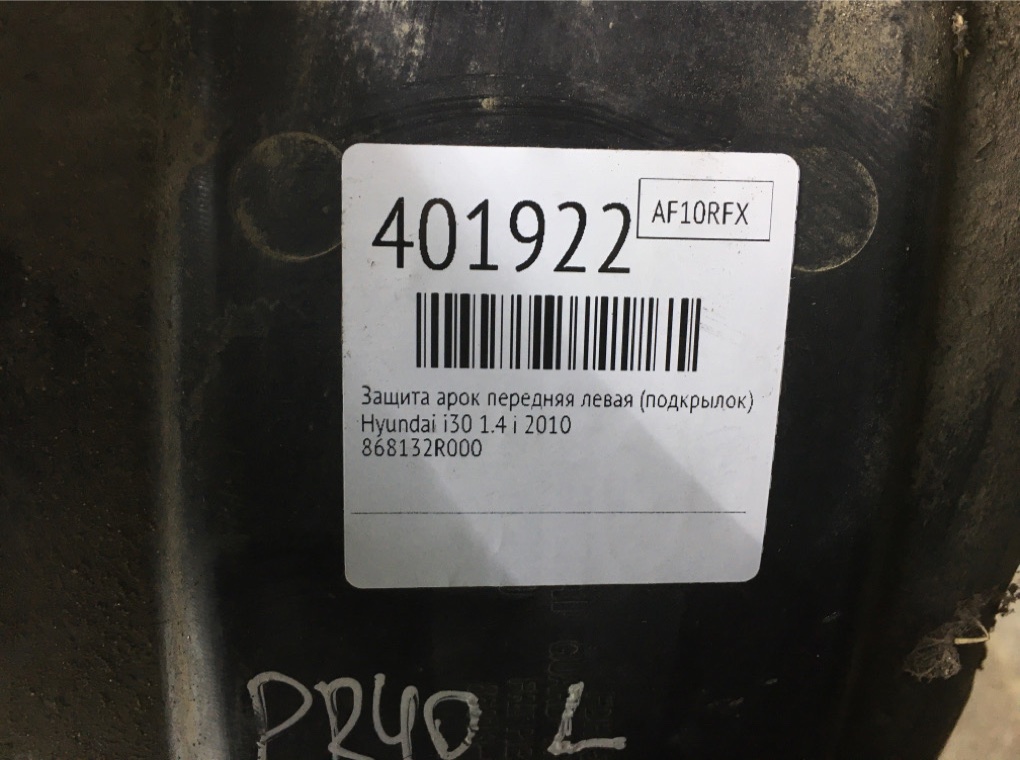 401922
AF10RFX
Защита арок передняя левая (подкрылок)
Hyundai i30 1.4 i 2010
868132R000
PR40 L